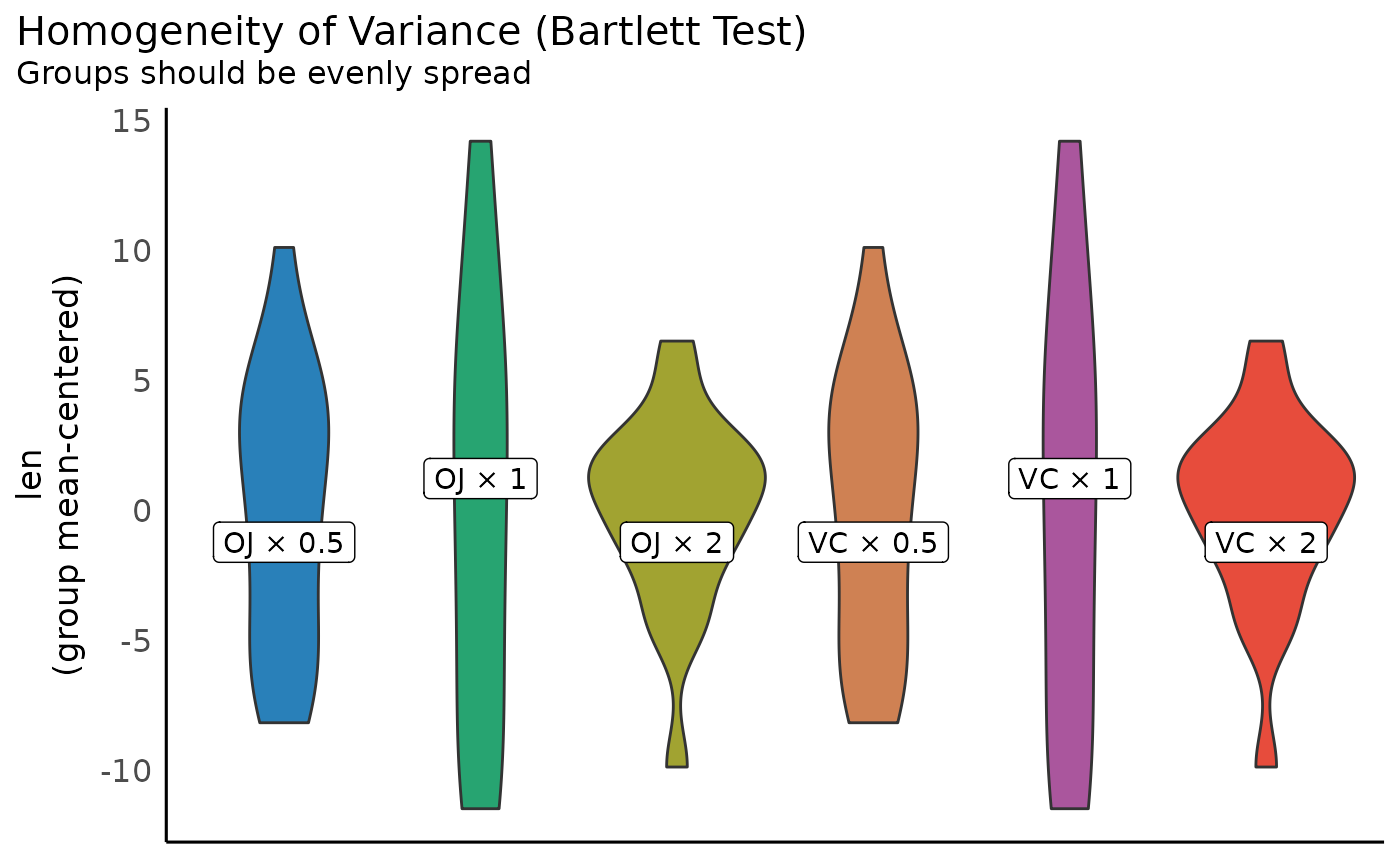 Homogeneity of Variance (Bartlett Test)
Groups should be evenly spread
15
10
5
0
-5
-10
len
(group mean-centered)
OJ × 0.5
OJ × 1
OJ × 2
VC × 0.5
VC × 1
VC × 2